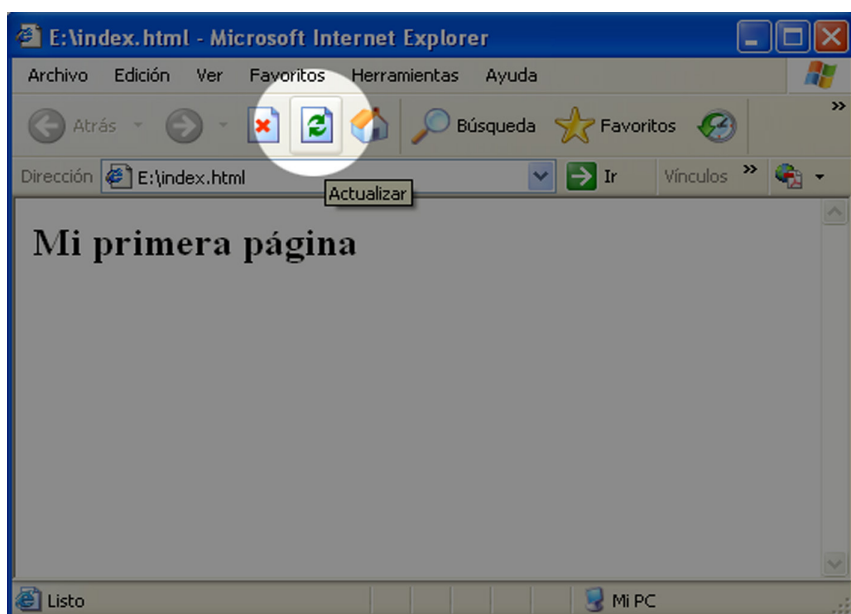 E:\index.html - Microsoft Internet Explorer
Archivo Edición Ver Favoritos Herramientas Ayuda
Atrás Búsqueda Favoritos »
Dirección E:\index.html Ir Vínculos »
Actualizar
Mi primera página
Listo Mi PC